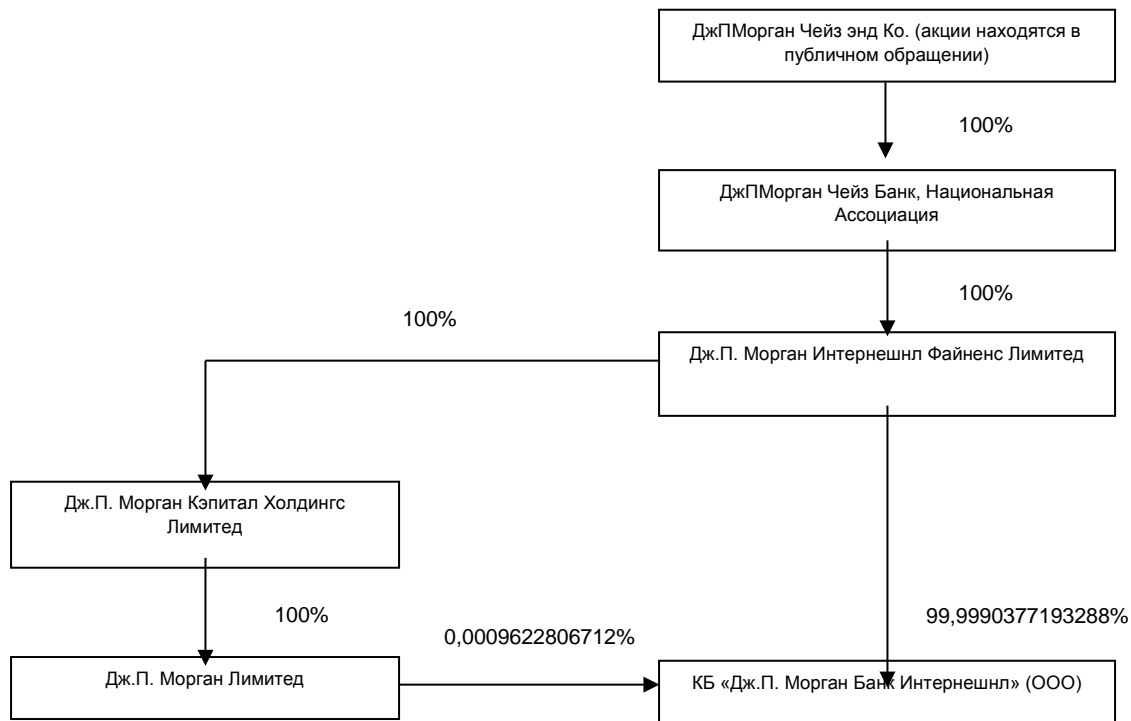 ДжПМорган Чейз энд Ко. (акции находятся в
публичном обращении)
100%
ДжПМорган Чейз Банк, Национальная
Ассоциация
100%
100%
Дж.П. Морган Интернешнл Файненс Лимитед
Дж.П. Морган Кэпитал Холдингс
Лимитед
100%
99,9990377193288%
0,0009622806712%
Дж.П. Морган Лимитед
КБ «Дж.П. Морган Банк Интернешнл» (ООО)